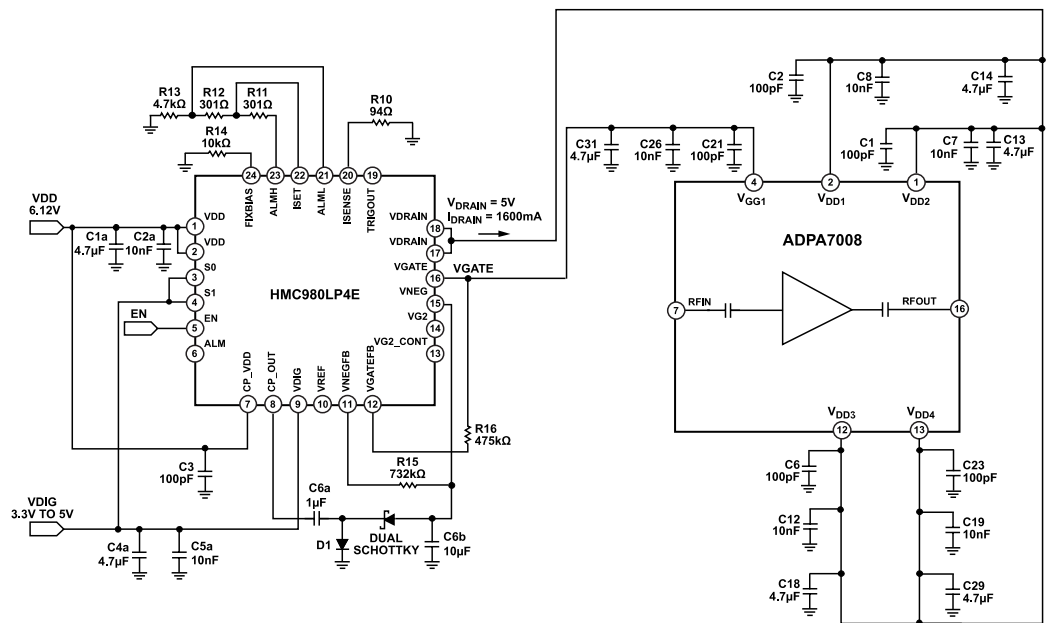 R13
4.7kΩ
R12
301Ω
R11
301Ω
R14
10kΩ
R10
94Ω
24
23
22
21
20
19
FIXBIAS
ALMH
ISET
ALML
ISENSE
TRIGOUT
VDD
6.12V
C1a
4.7µF
C2a
10nF
1
VDD
2
VDD
3
S0
4
S1
5
EN
6
ALM
EN
HMC980LP4E
VDRAIN
18
VDRAIN
17
VGATE
16
VNEG
15
VG2
14
VG2_CONT
13
VDRAIN = 5V
IDRAIN = 1600mA
VGATE
CP_VDD
CP_OUT
VDIG
VREF
VNEGFB
VGATEFB
7
8
9
10
11
12
R16
475kΩ
R15
732kΩ
C3
100pF
VDIG
3.3V TO 5V
C4a
4.7µF
C5a
10nF
C6a
1µF
D1
DUAL
SCHOTTKY
C6b
10µF
C2
100pF
C8
10nF
C14
4.7µF
C31
4.7µF
C26
10nF
C21
100pF
C1
100pF
C7
10nF
C13
4.7µF
4
VGG1
2
VDD1
1
VDD2
ADPA7008
7
RFIN
RFOUT
16
VDD3
12
VDD4
13
C6
100pF
C23
100pF
C12
10nF
C19
10nF
C18
4.7µF
C29
4.7µF